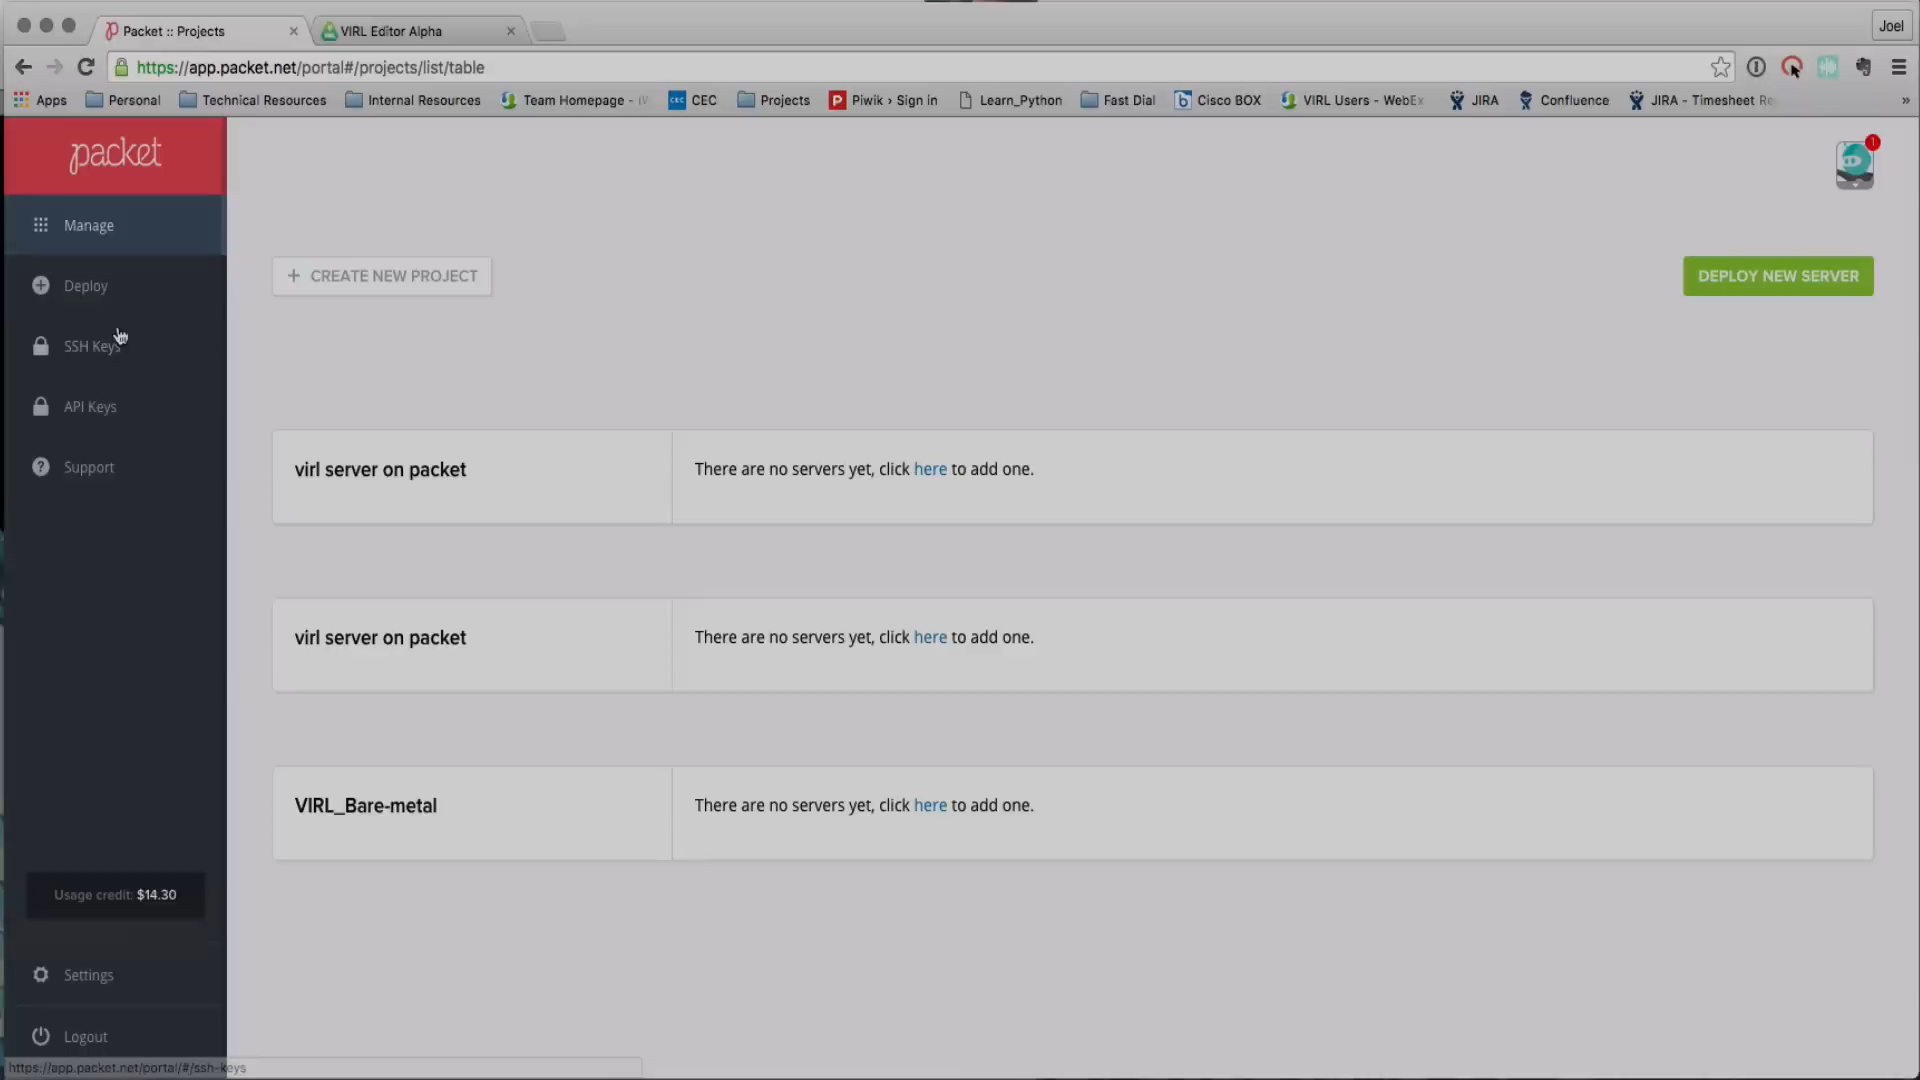 Packet :: Projects
VIRL Editor Alpha
Joel
https://app.packet.net/portal#/projects/list/table
Apps
Personal
Technical Resources
Internal Resources
Team Homepage -
CEC
Projects
Piwik › Sign in
Learn_Python
Fast Dial
Cisco BOX
VIRL Users - WebEx
JIRA
Confluence
JIRA - Timesheet Re
»
packet
1
Manage
Deploy
SSH Keys
API Keys
Support
+ CREATE NEW PROJECT
DEPLOY NEW SERVER
virl server on packet
There are no servers yet, click here to add one.
virl server on packet
There are no servers yet, click here to add one.
VIRL_Bare-metal
There are no servers yet, click here to add one.
Usage credit: $14.30
Settings
Logout
https://app.packet.net/portal/#/ssh-keys